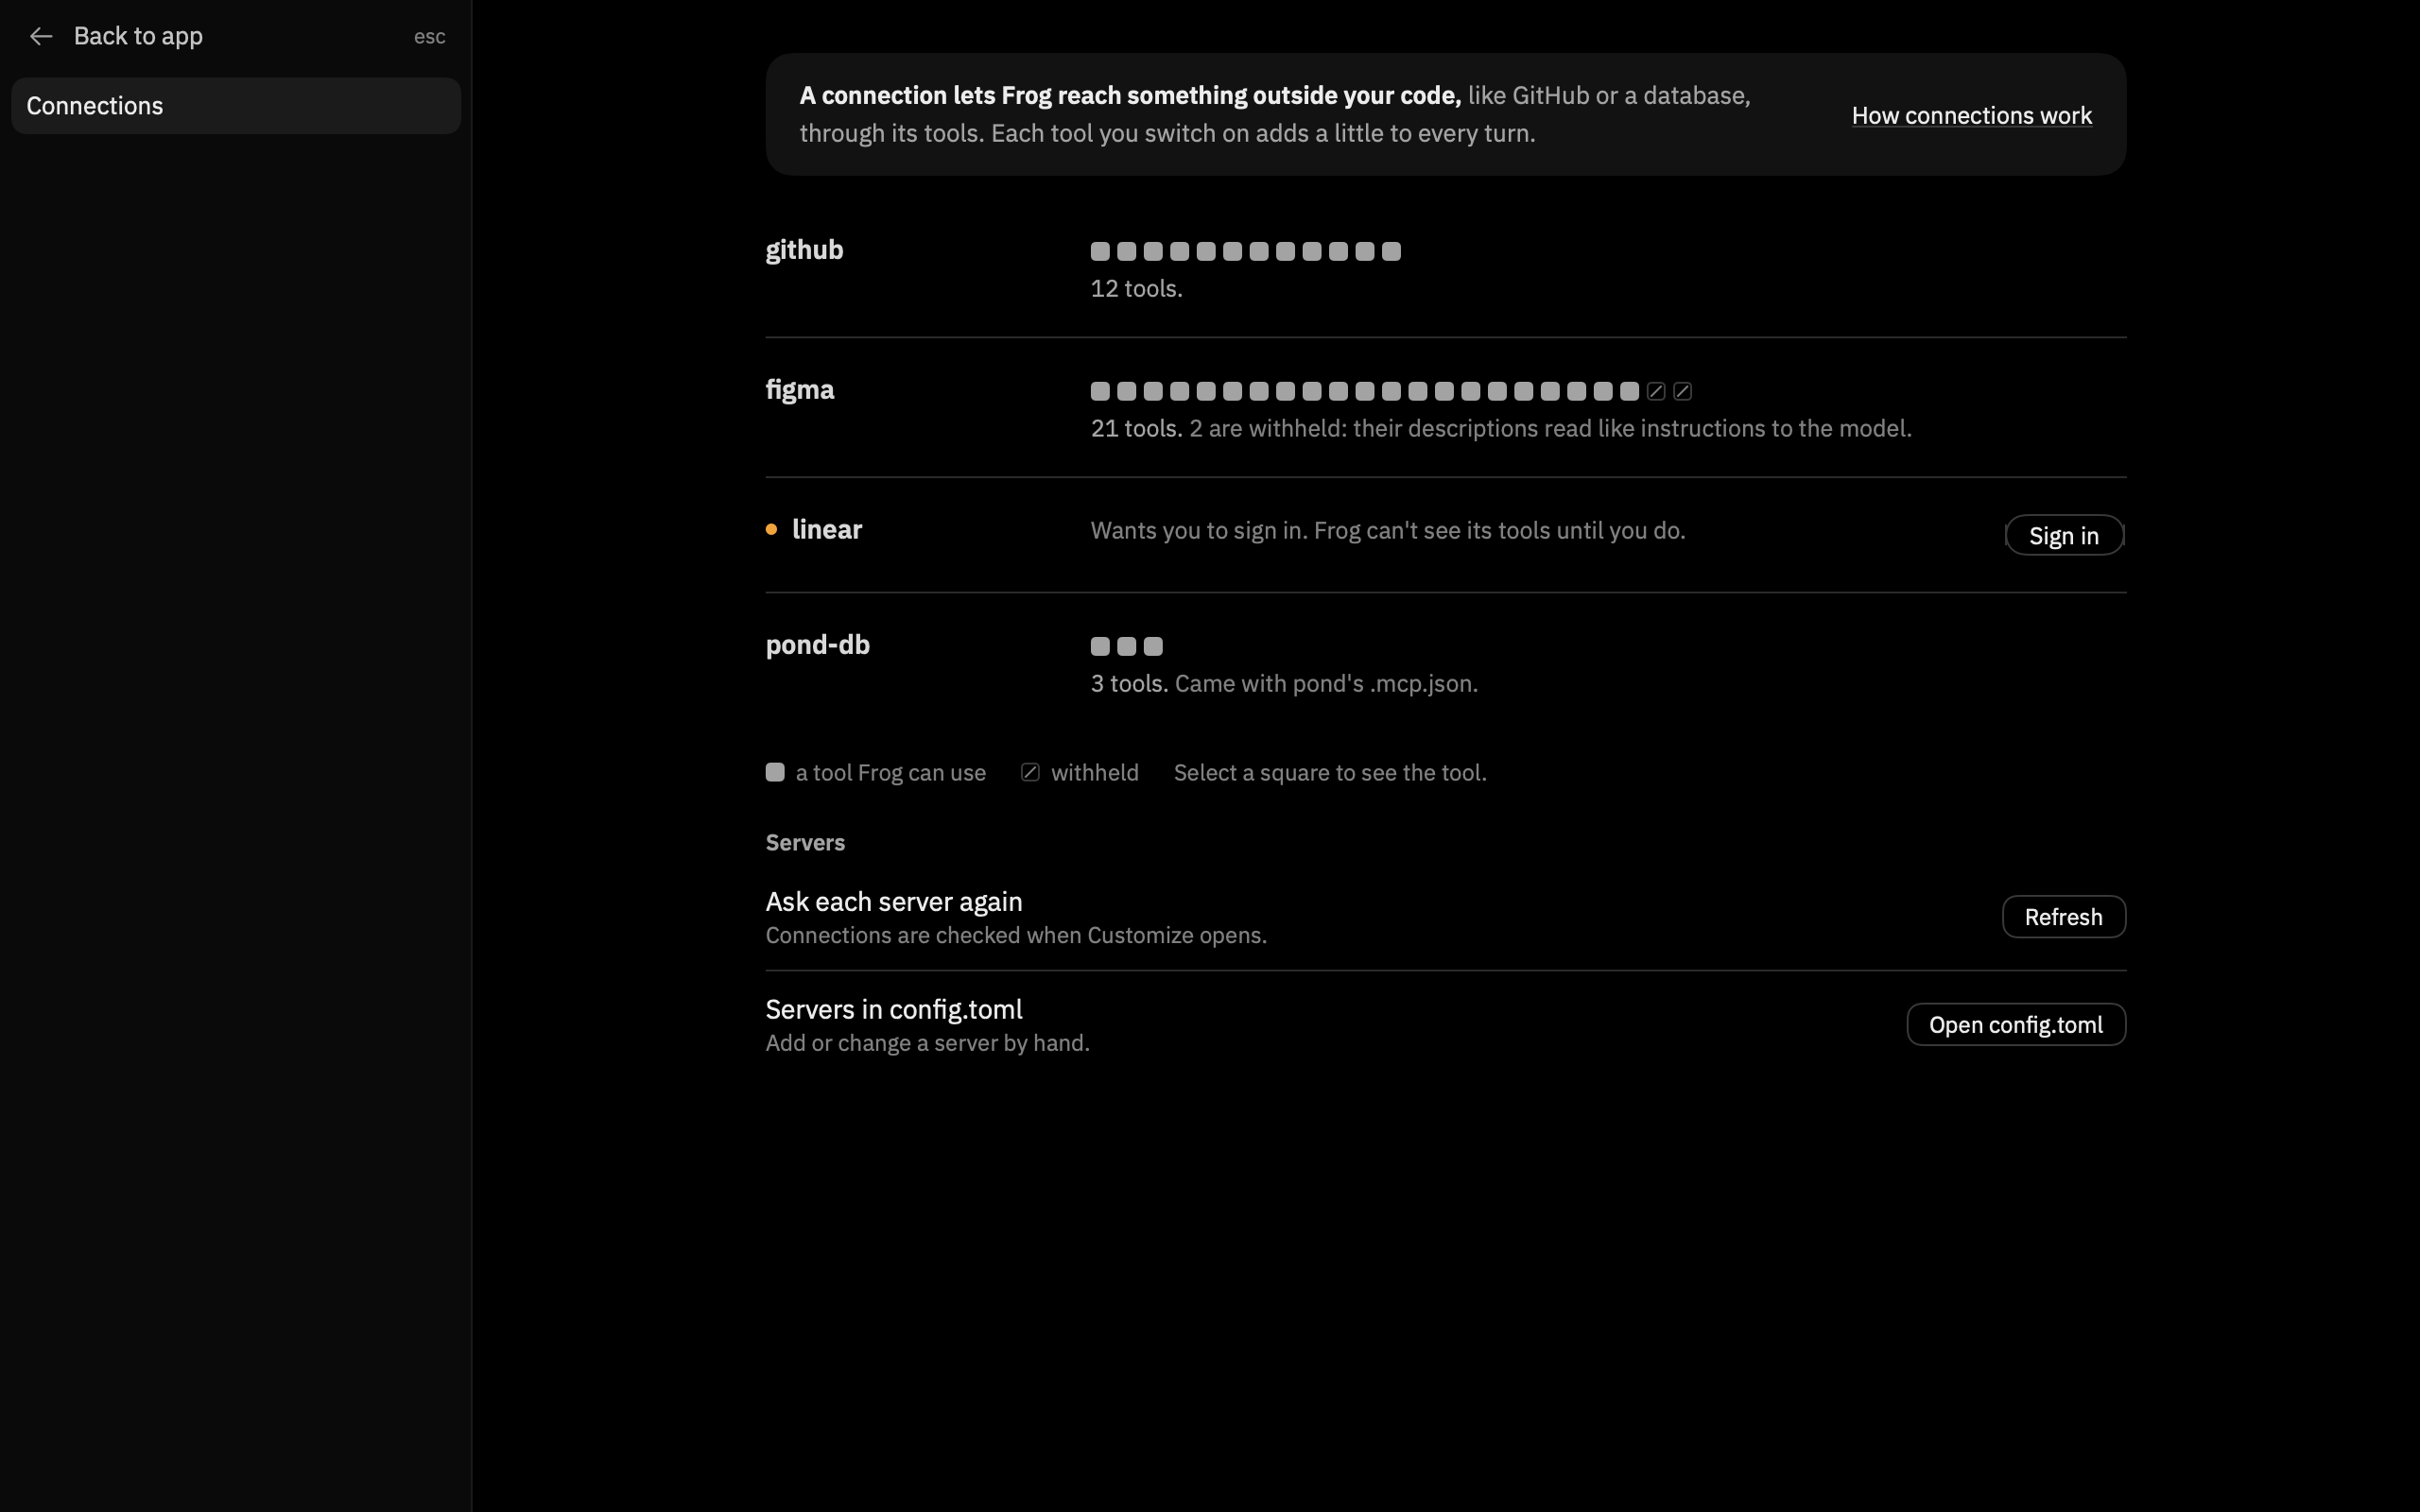 Back to app
esc
Connections
A connection lets Frog reach something outside your code, like GitHub or a database,
through its tools. Each tool you switch on adds a little to every turn.
How connections work
github
12 tools.
figma
21 tools. 2 are withheld: their descriptions read like instructions to the model.
linear
Wants you to sign in. Frog can't see its tools until you do.
Sign in
pond-db
3 tools. Came with pond's .mcp.json.
a tool Frog can use
withheld
Select a square to see the tool.
Servers
Ask each server again
Connections are checked when Customize opens.
Refresh
Servers in config.toml
Add or change a server by hand.
Open config.toml